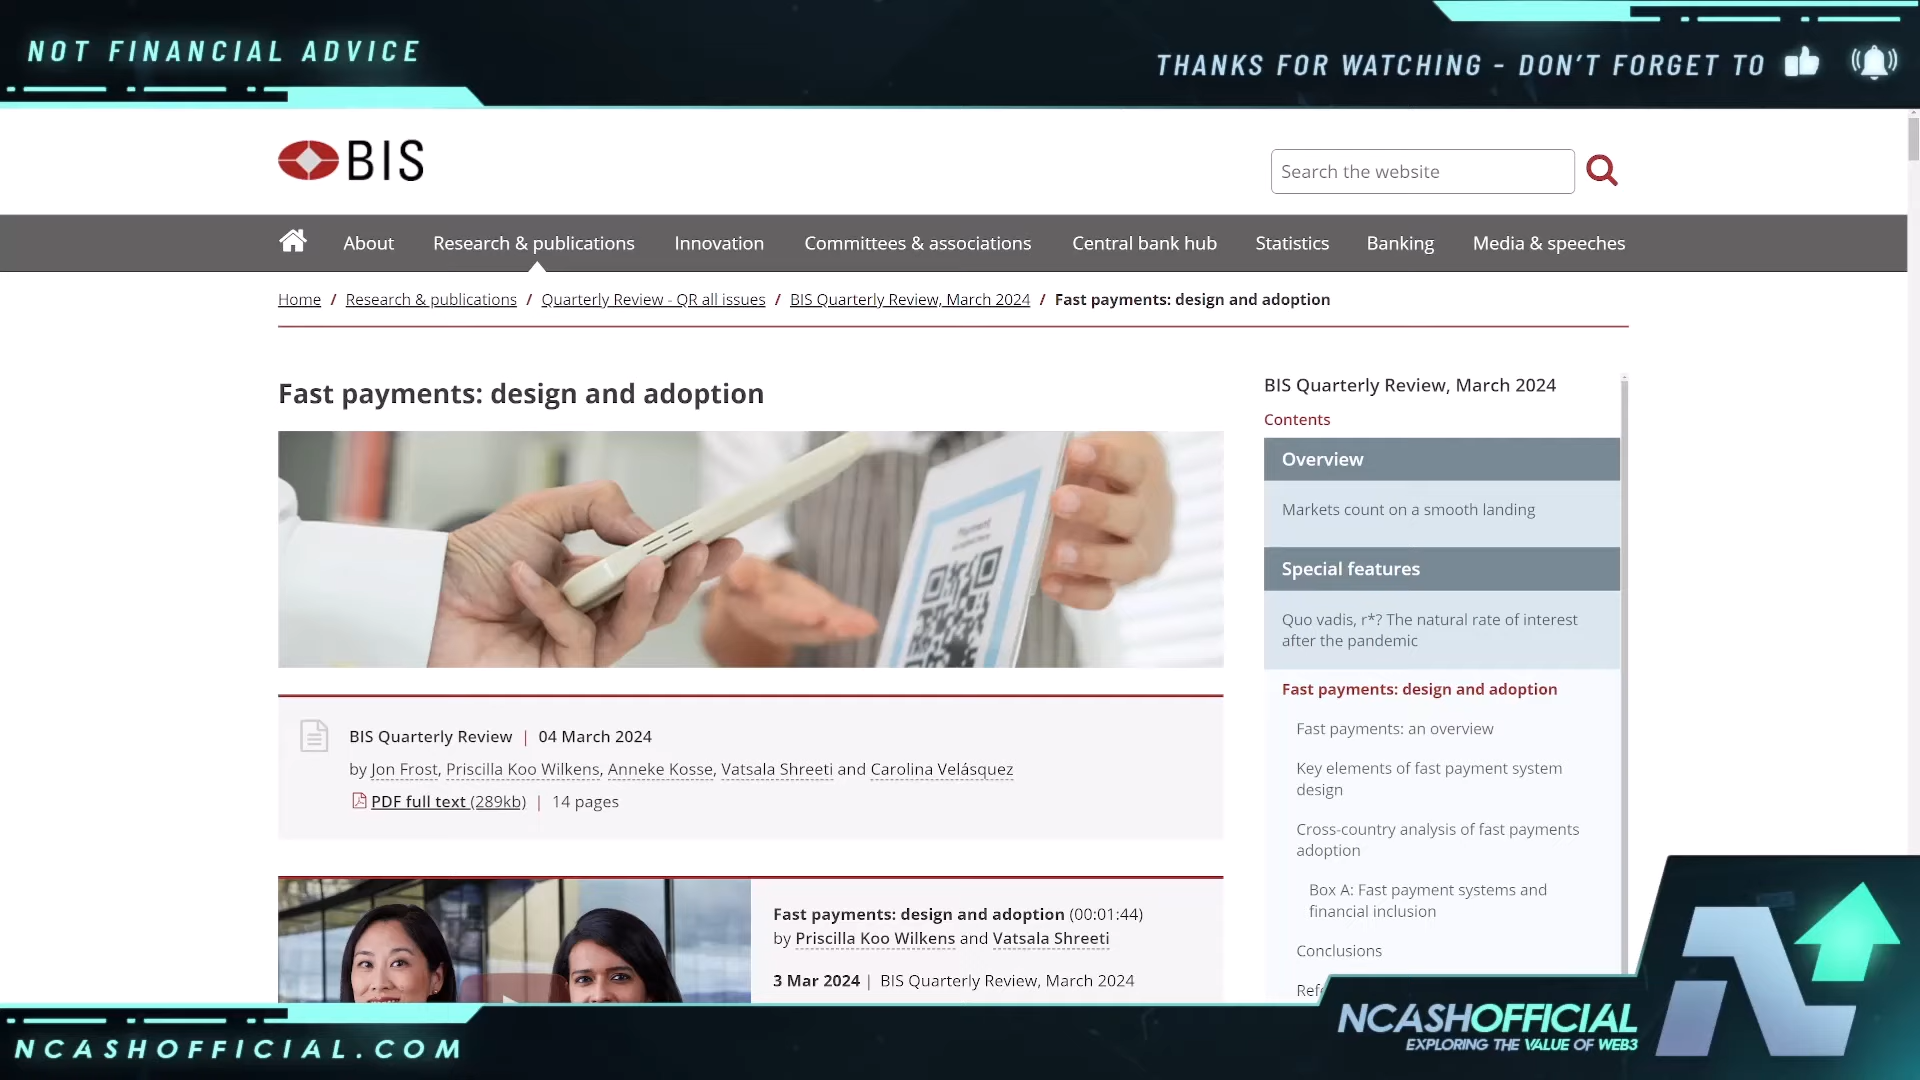 NOT FINANCIAL ADVICE
THANKS FOR WATCHING - DON'T FORGET TO
BIS
Search the website
About Research & publications Innovation Committees & associations Central bank hub Statistics Banking Media & speeches
Home / Research & publications / Quarterly Review - QR all issues / BIS Quarterly Review, March 2024 / Fast payments: design and adoption
Fast payments: design and adoption
Payment
BIS Quarterly Review | 04 March 2024
by Jon Frost, Priscilla Koo Wilkens, Anneke Kosse, Vatsala Shreeti and Carolina Velásquez
PDF full text (289kb) | 14 pages
Fast payments: design and adoption (00:01:44)
by Priscilla Koo Wilkens and Vatsala Shreeti
3 Mar 2024 | BIS Quarterly Review, March 2024
BIS Quarterly Review, March 2024
Contents
Overview
Markets count on a smooth landing
Special features
Quo vadis, r*? The natural rate of interest
after the pandemic
Fast payments: design and adoption
Fast payments: an overview
Key elements of fast payment system
design
Cross-country analysis of fast payments
adoption
Box A: Fast payment systems and
financial inclusion
Conclusions
NCASHOFFICIAL.COM
NCASHOFFICIAL
EXPLORING THE VALUE OF WEB3